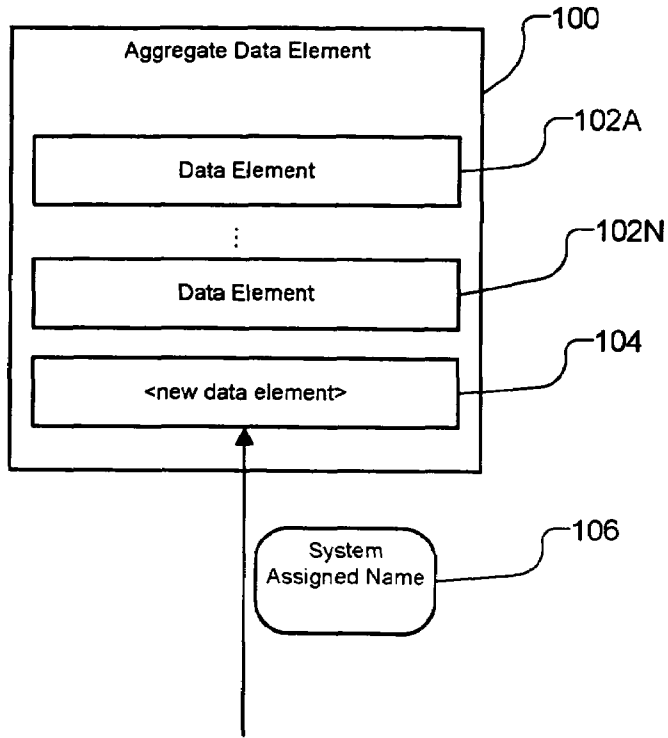 100
Aggregate Data Element
102A
Data Element
⋮
102N
Data Element
104
<new data element>
106
System
Assigned Name